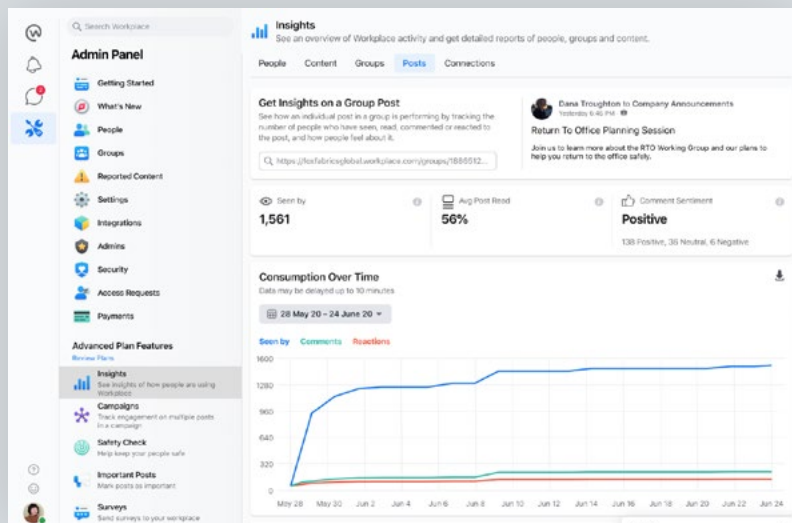 Search Workplace
Admin Panel
Getting Started
What's New
People
Groups
Reported Content
Settings
Integrations
Admins
Security
Access Requests
Payments
Advanced Plan Features
Review Plans
Insights
See insights of how people are using
Workplace
Campaigns
Track engagement on multiple posts
in a campaign
Safety Check
Help keep your people safe
Important Posts
Mark posts as important
Surveys
Send surveys to your workplace
Insights
See an overview of Workplace activity and get detailed reports of people, groups and content.
People Content Groups Posts Connections
Get Insights on a Group Post
See how an individual post in a group is performing by tracking the
number of people who have seen, read, commented or reacted to
the post, and how people feel about it.
https://foxfabricsglobal.workplace.com/groups/1886512...
Dana Troughton to Company Announcements
Yesterday 6:45 PM
Return To Office Planning Session
Join us to learn more about the RTO Working Group and our plans to
help you return to the office safely.
Seen by
1,561
Avg Post Read
56%
Comment Sentiment
Positive
138 Positive, 36 Neutral, 6 Negative
Consumption Over Time
Data may be delayed up to 10 minutes
28 May 20 – 24 June 20
Seen by Comments Reactions
1600
1280
960
640
320
0
May 28 May 30 Jun 2 Jun 4 Jun 6 Jun 8 Jun 10 Jun 12 Jun 14 Jun 16 Jun 18 Jun 20 Jun 22 Jun 24